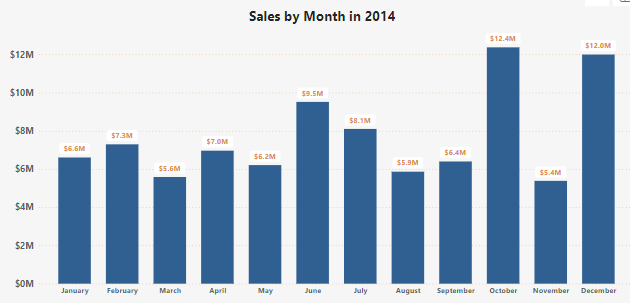 Sales by Month in 2014
$12M
$10M
$8M
$6M
$4M
$2M
$0M
$6.6M
$7.3M
$5.6M
$7.0M
$6.2M
$9.5M
$8.1M
$5.9M
$6.4M
$12.4M
$5.4M
$12.0M
January February March April May June July August September October November December